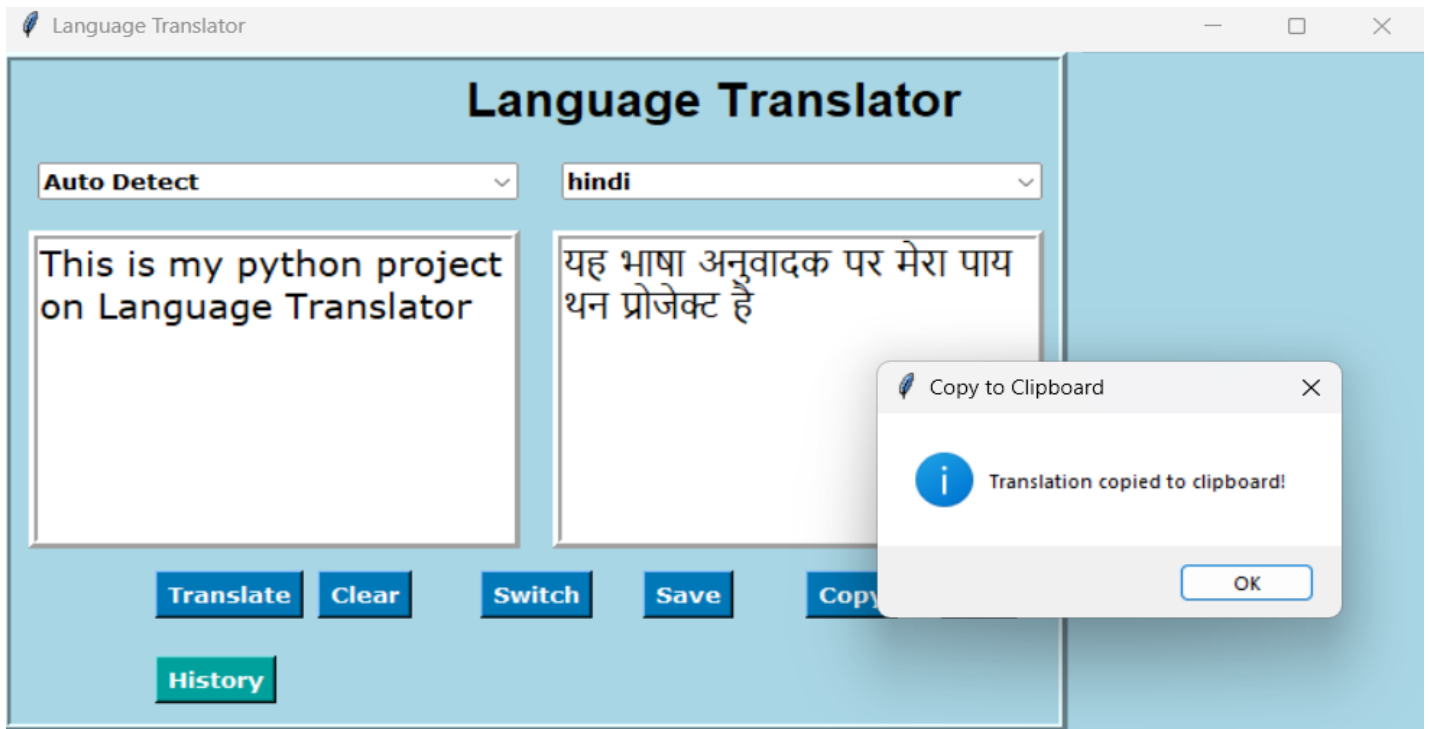 Language Translator
Language Translator
Auto Detect
hindi
This is my python project
on Language Translator
यह भाषा अनुवादक पर मेरा पाय
थन प्रोजेक्ट है
Copy to Clipboard
Translation copied to clipboard!
OK
Translate
Clear
Switch
Save
Copy
History